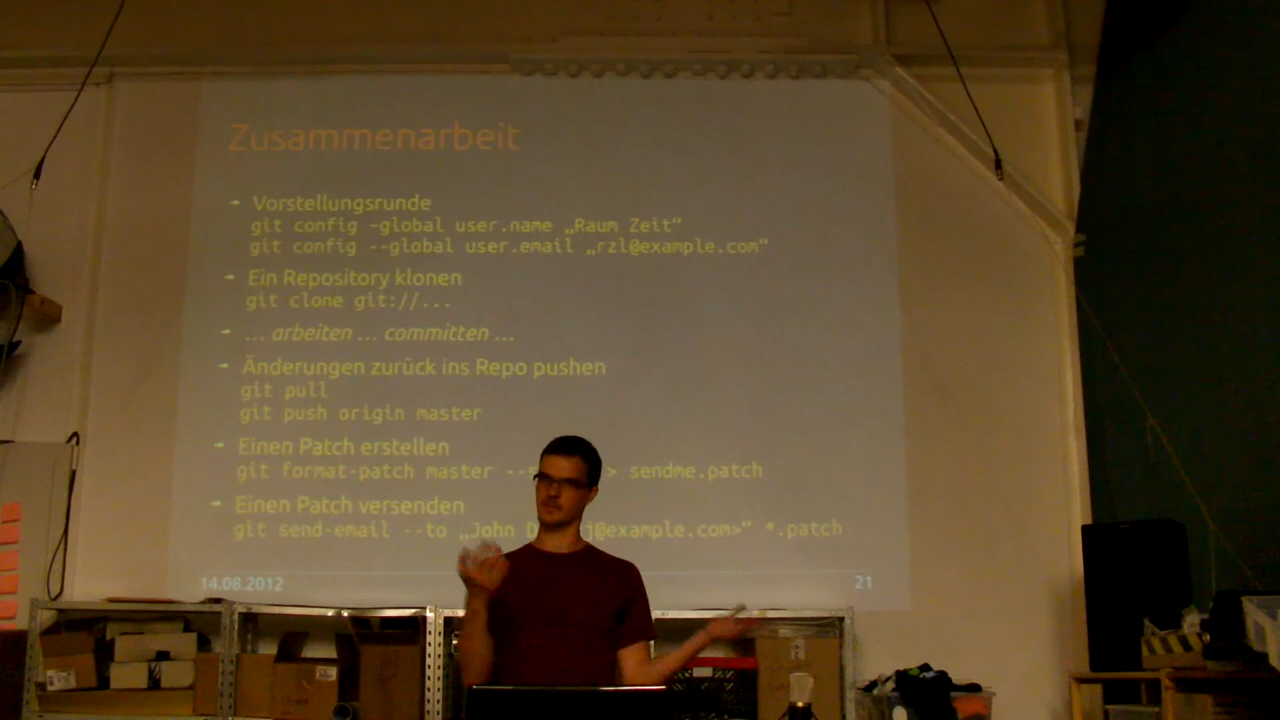 Zusammenarbeit
Vorstellungsrunde
git config -global user.name „Raum Zeit“
git config --global user.email „rzl@example.com“
Ein Repository klonen
git clone git://...
... arbeiten ... committen ...
Änderungen zurück ins Repo pushen
git pull
git push origin master
Einen Patch erstellen
git format-patch master > sendme.patch
Einen Patch versenden
git send-email --to „John j@example.com>“ *.patch
14.08.2012 21